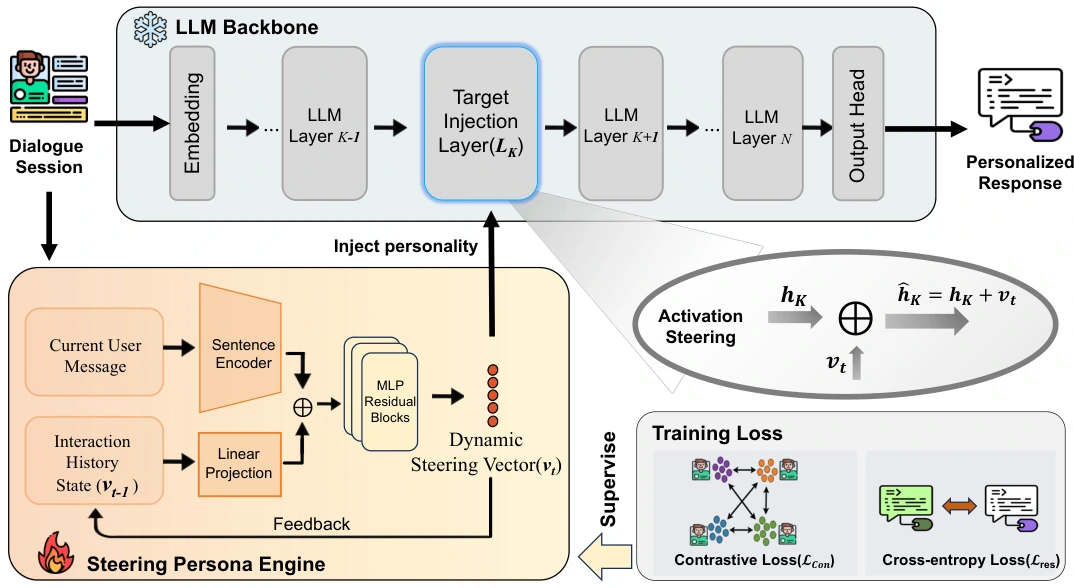 LLM Backbone
Dialogue
Session
Embedding
...
LLM
Layer K-1
Target
Injection
Layer(L_K)
LLM
Layer K+1
...
LLM
Layer N
Output Head
Personalized
Response
Inject personality
Activation
Steering
h_K
v_t
ĥ_K = h_K + v_t
Current User
Message
Sentence
Encoder
Interaction
History
State (v_{t-1})
Linear
Projection
MLP
Residual
Blocks
Dynamic
Steering Vector(v_t)
Feedback
Steering Persona Engine
Supervise
Training Loss
Contrastive Loss(ℒ_Con)
Cross-entropy Loss(ℒ_res)